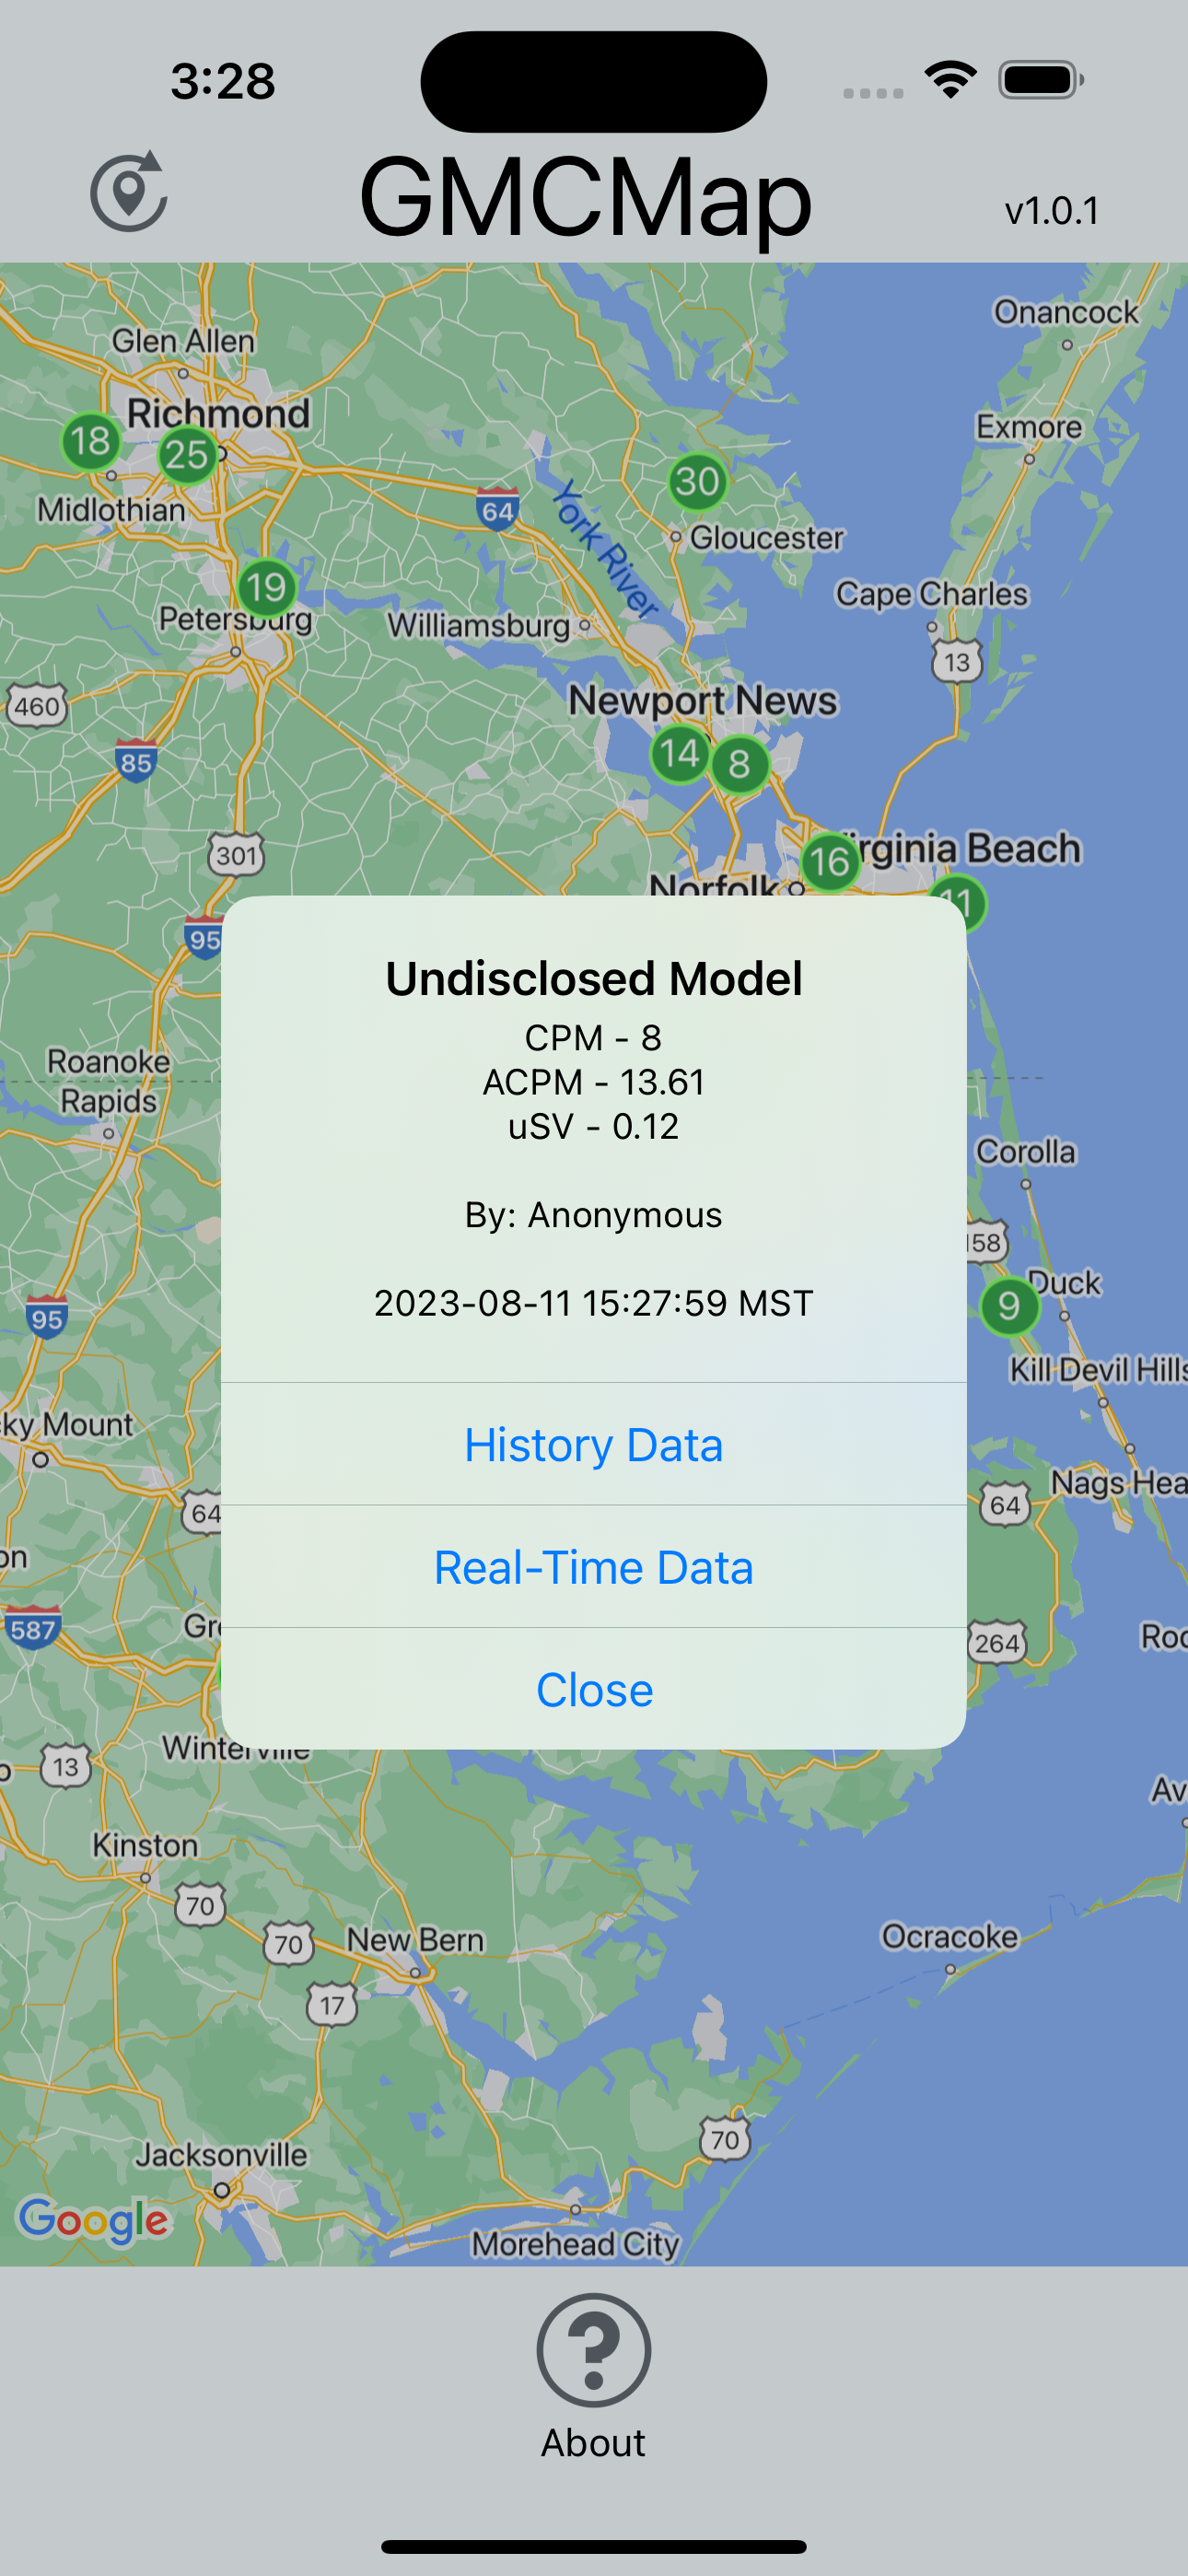 3:28
GMCMap
v1.0.1
Onancock
Glen Allen
Richmond
Exmore
18
25
30
Midlothian
64
York River
Gloucester
19
Cape Charles
Petersburg
Williamsburg
13
460
Newport News
14
8
85
301
16
irginia Beach
Norfolk
11
95
Undisclosed Model
CPM - 8
ACPM - 13.61
uSV - 0.12
By: Anonymous
2023-08-11 15:27:59 MST
History Data
Real-Time Data
Close
Roanoke
Rapids
Corolla
158
Duck
9
95
Kill Devil Hills
ky Mount
Nags Hea
64
64
on
587
Gre
264
Roc
Winterville
13
o
Av
Kinston
70
70
New Bern
Ocracoke
17
70
Jacksonville
Google
Morehead City
About